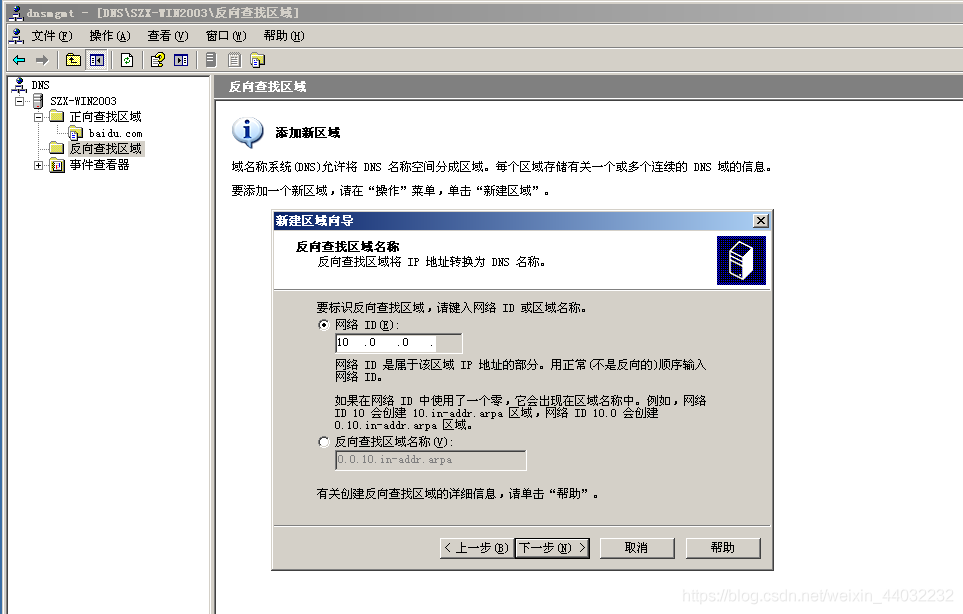 dnsmgmt - [DNS\SZX-WIN2003\反向查找区域]
文件(F) 操作(A) 查看(V) 窗口(W) 帮助(H)
DNS
SZX-WIN2003
正向查找区域
baidu.com
反向查找区域
事件查看器
反向查找区域
添加新区域
域名称系统(DNS)允许将 DNS 名称空间分成区域。每个区域存储有关一个或多个连续的 DNS 域的信息。
要添加一个新区域,请在“操作”菜单,单击“新建区域”。
新建区域向导
反向查找区域名称
反向查找区域将 IP 地址转换为 DNS 名称。
要标识反向查找区域,请键入网络 ID 或区域名称。
网络 ID(E):
10 .0 .0 .
网络 ID 是属于该区域 IP 地址的部分。用正常(不是反向的)顺序输入
网络 ID。
如果在网络 ID 中使用了一个零,它会出现在区域名称中。例如,网络
ID 10 会创建 10.in-addr.arpa 区域,网络 ID 10.0 会创建
0.10.in-addr.arpa 区域。
反向查找区域名称(V):
0.0.10.in-addr.arpa
有关创建反向查找区域的详细信息,请单击“帮助”。
< 上一步(B) 下一步(N) > 取消 帮助
https://blog.csdn.net/weixin_44032232